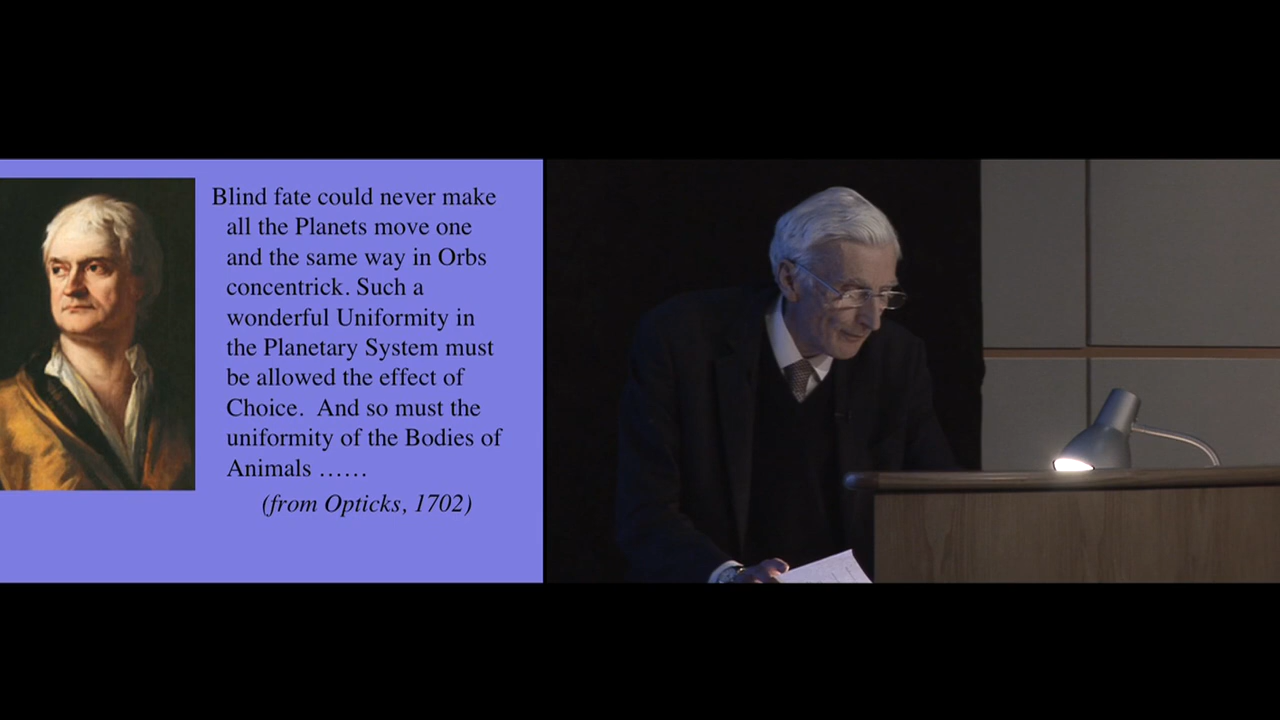 Blind fate could never make
all the Planets move one
and the same way in Orbs
concentrick. Such a
wonderful Uniformity in
the Planetary System must
be allowed the effect of
Choice.  And so must the
uniformity of the Bodies of
Animals ......
(from Opticks, 1702)